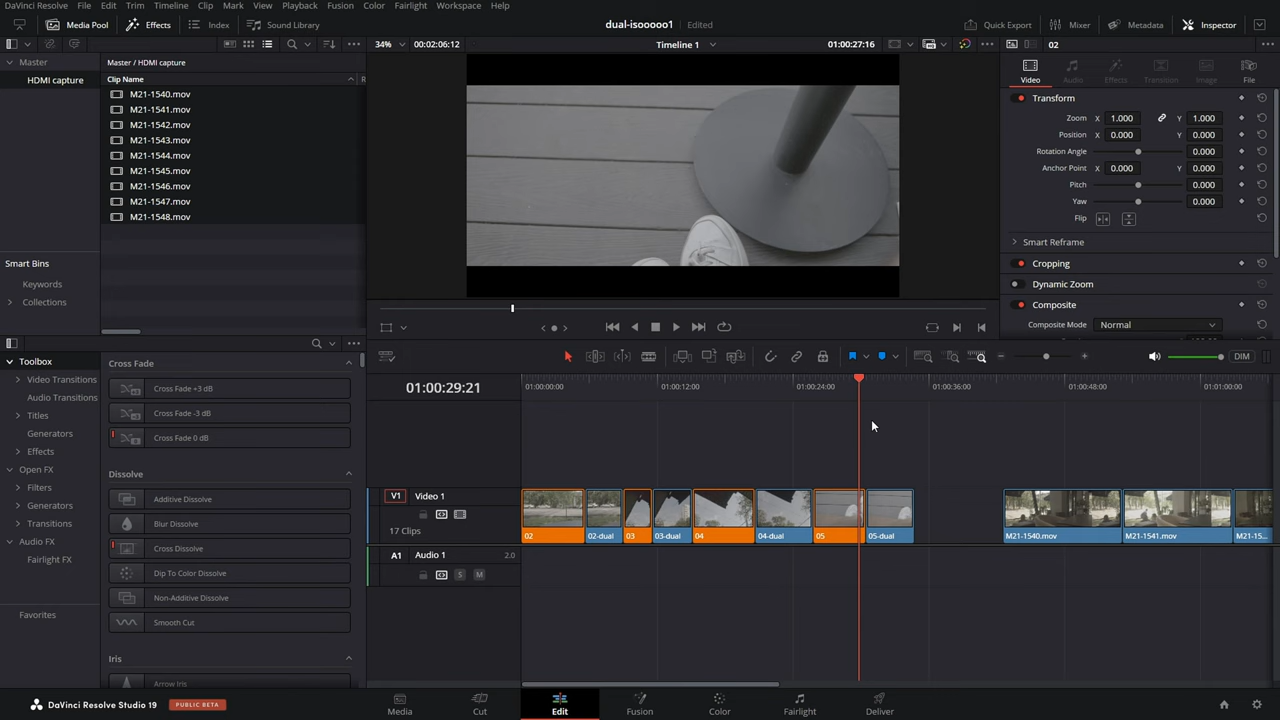 DaVinci Resolve File Edit Trim Timeline Clip Mark View Playback Fusion Color Fairlight Workspace Help
Media Pool Effects Index Sound Library dual-isooooo1 Edited Quick Export Mixer Metadata Inspector
34% 00:02:06:12 Timeline 1 01:00:27:16 02
Master Master / HDMI capture
HDMI capture Clip Name R
M21-1540.mov
M21-1541.mov
M21-1542.mov
M21-1543.mov
M21-1544.mov
M21-1545.mov
M21-1546.mov
M21-1547.mov
M21-1548.mov
Smart Bins
Keywords
Collections
Video Audio Effects Transition Image File
Transform
Zoom X 1.000 Y 1.000
Position X 0.000 Y 0.000
Rotation Angle 0.000
Anchor Point X 0.000 Y 0.000
Pitch 0.000
Yaw 0.000
Flip
Smart Reframe
Cropping
Dynamic Zoom
Composite
Composite Mode Normal
Toolbox
Video Transitions
Audio Transitions
Titles
Generators
Effects
Open FX
Filters
Generators
Transitions
Audio FX
Fairlight FX
Favorites
Cross Fade
Cross Fade +3 dB
Cross Fade -3 dB
Cross Fade 0 dB
Dissolve
Additive Dissolve
Blur Dissolve
Cross Dissolve
Dip To Color Dissolve
Non-Additive Dissolve
Smooth Cut
Iris
Arrow Iris
DIM
01:00:29:21 01:00:00:00 01:00:12:00 01:00:24:00 01:00:36:00 01:00:48:00 01:01:00:00
V1 Video 1
17 Clips 02 02-dual 03 03-dual 04 04-dual 05 05-dual M21-1540.mov M21-1541.mov M21-15...
A1 Audio 1 2.0
S M
DaVinci Resolve Studio 19 PUBLIC BETA Media Cut Edit Fusion Color Fairlight Deliver